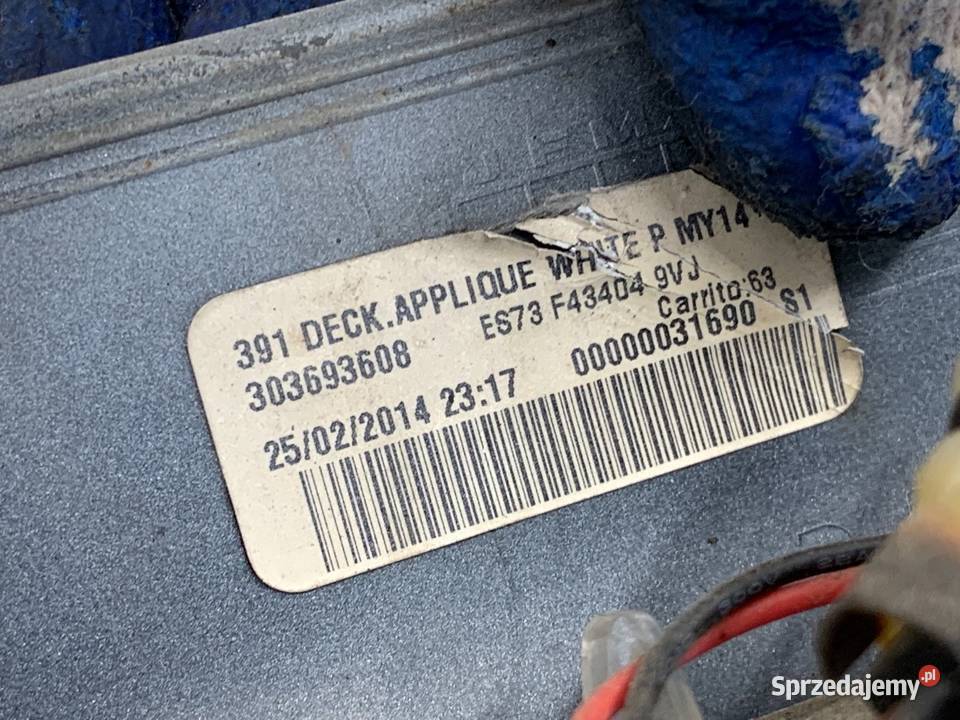 391 DECK.APPLIQUE WHITE P MY14
303693608 ES73 F43404 9VJ
Carrito:63
25/02/2014 23:17 00000031690 S1
Sprzedajemy.pl